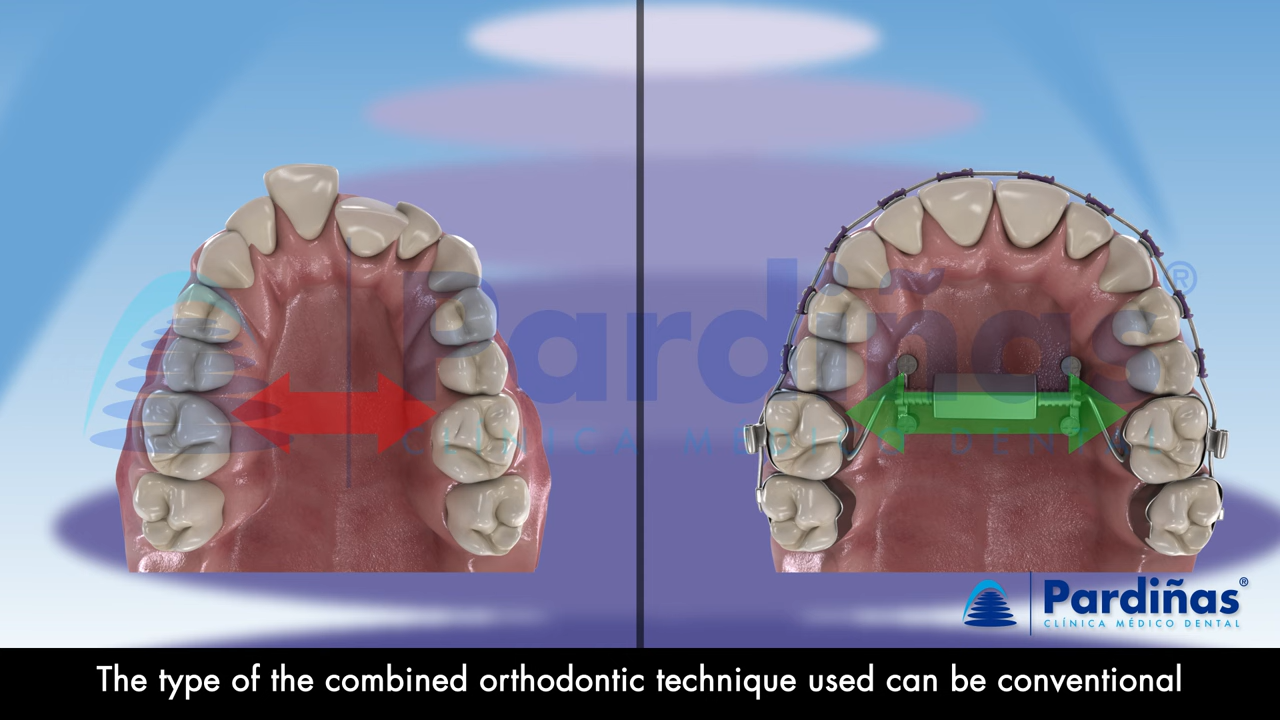 Pardiñas®
CLÍNICA MÉDICO DENTAL
Pardiñas®
CLÍNICA MÉDICO DENTAL
The type of the combined orthodontic technique used can be conventional